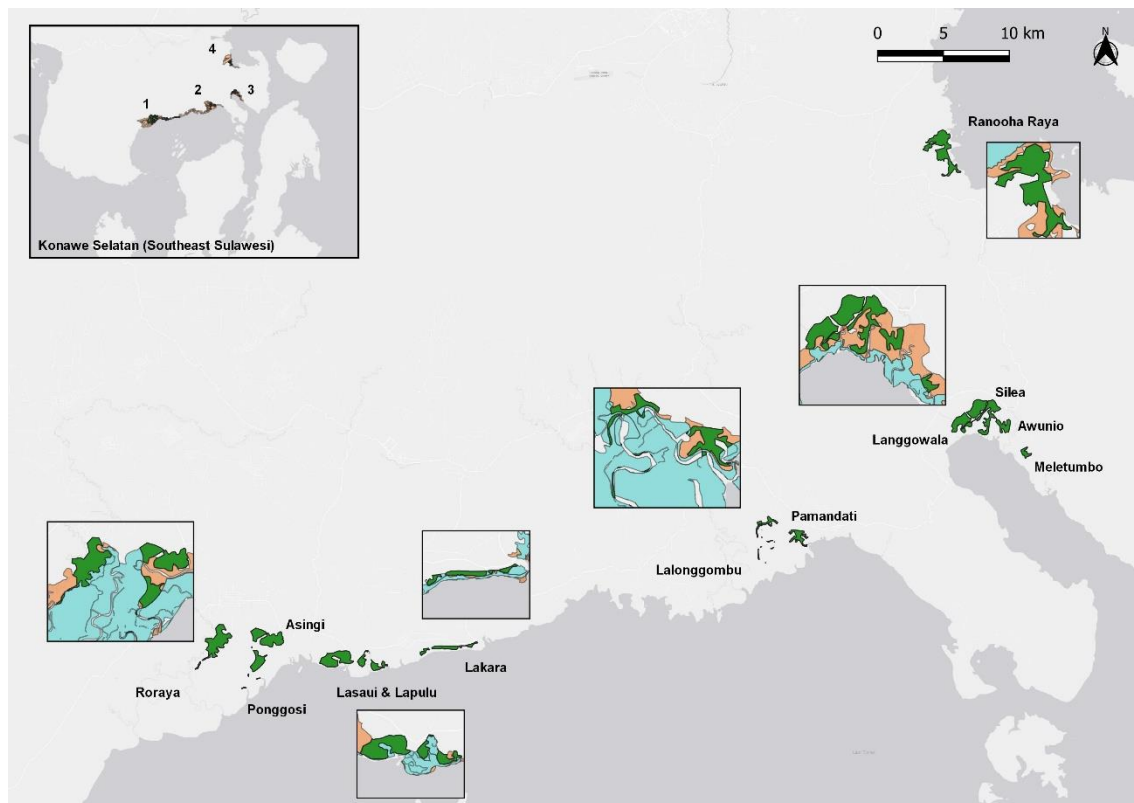 4
1
2
3
Konawe Selatan (Southeast Sulawesi)
0
5
10 km
Ranooha Raya
Silea
Langgowala
Awunio
Meletumbo
Pamandati
Lalonggombu
Asingi
Lakara
Roraya
Lasaui & Lapulu
Ponggosi